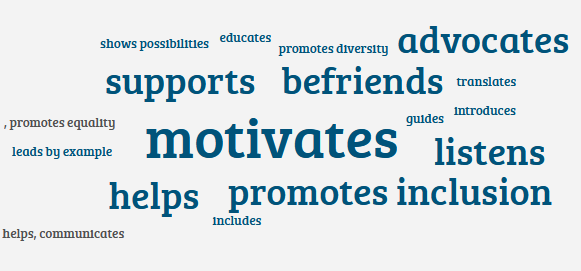 advocates
educates
shows possibilities
promotes diversity
supports
befriends
translates
introduces
guides
, promotes equality
motivates
leads by example
listens
helps
promotes inclusion
includes
helps, communicates